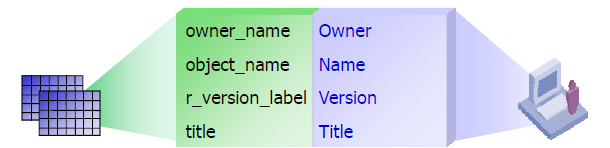 owner_name Owner
object_name Name
r_version_label Version
title Title